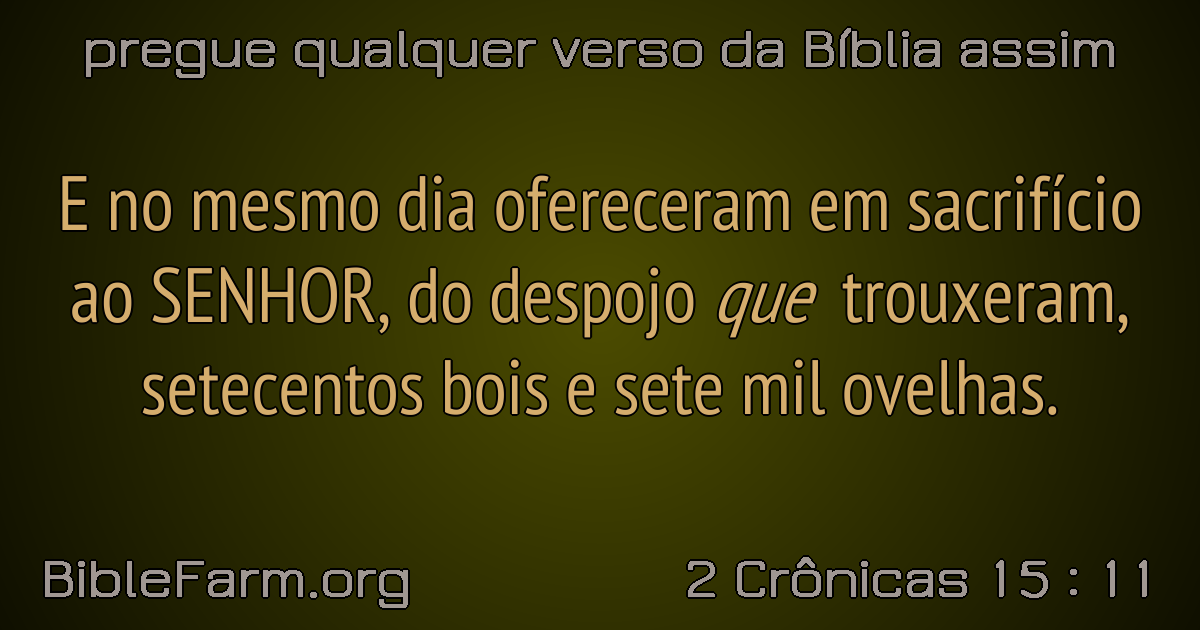 pregue qualquer verso da Bíblia assim
E no mesmo dia ofereceram em sacrifício
ao SENHOR, do despojo que trouxeram,
setecentos bois e sete mil ovelhas.
BibleFarm.org
2 Crônicas 15 : 11